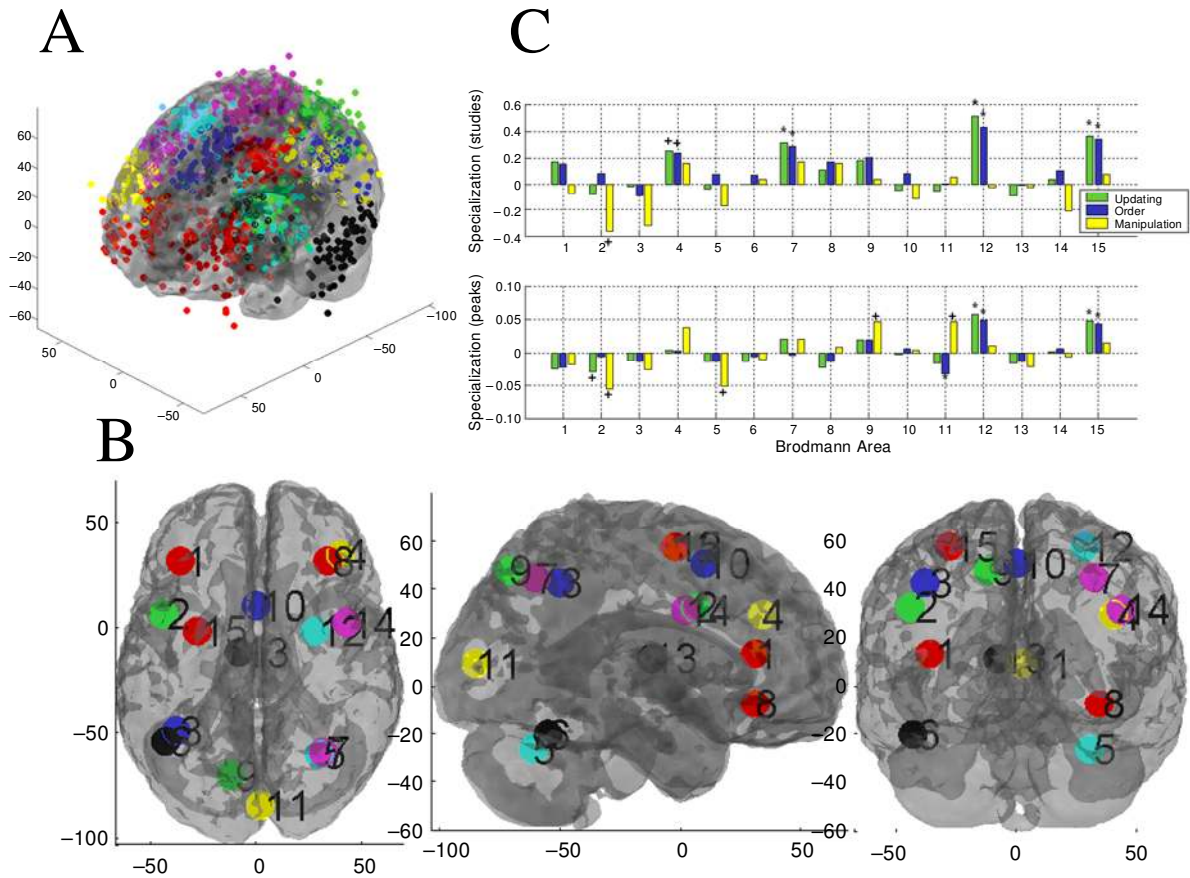 A
60
40
20
0
−20
−40
−60
50
0
−50
50
0
−50
−100
C
Specialization (studies)
0.6
0.4
0.2
0
−0.2
−0.4
1 2 3 4 5 6 7 8 9 10 11 12 13 14 15
Updating
Order
Manipulation
Specialization (peaks)
0.10
0.05
0
−0.05
−0.10
1 2 3 4 5 6 7 8 9 10 11 12 13 14 15
Brodmann Area
B
50
0
−50
−100
−50 0 50
1 8 4
2 15 10 12 14
13
3 6 5 7
9
11
60
40
20
0
−20
−40
−60
−100 −50 0 50
9 7 3 10
14 2 4
11 13 1
8
6
5
60
40
20
0
−20
−40
−60
−50 0 50
15 9 10 12
3 7
2 4 14
1
8
6 5